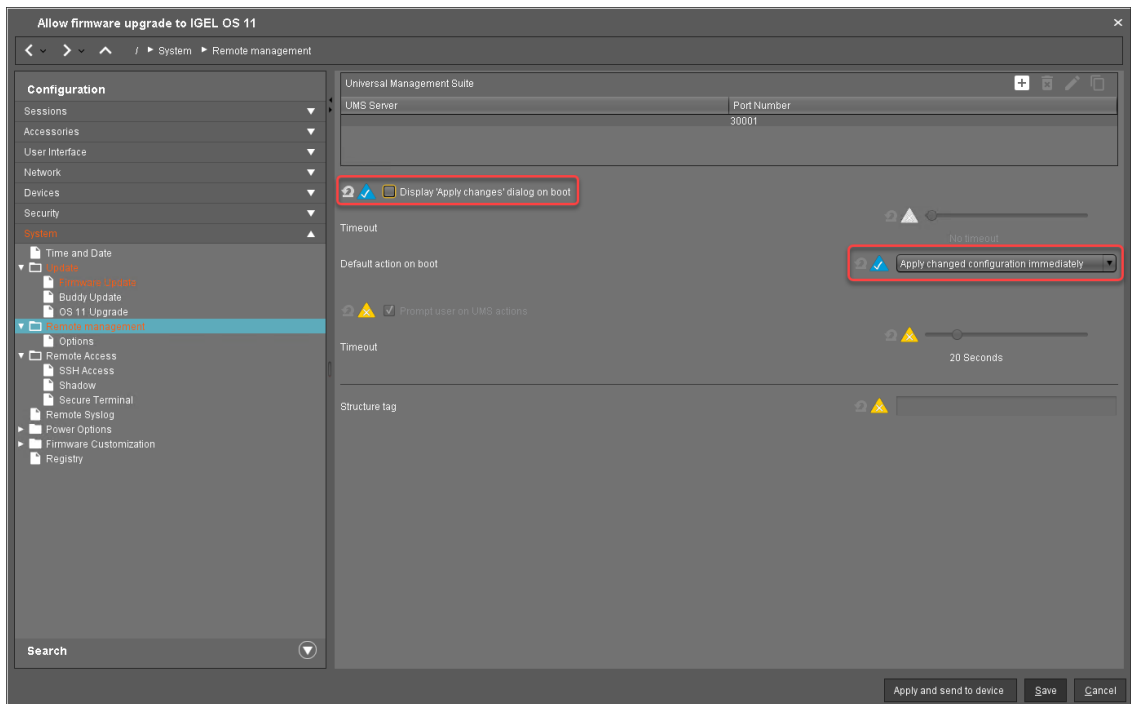 Allow firmware upgrade to IGEL OS 11
/ System Remote management
Configuration
Sessions
Accessories
User Interface
Network
Devices
Security
System
Time and Date
Update
Firmware Update
Buddy Update
OS 11 Upgrade
Remote management
Options
Remote Access
SSH Access
Shadow
Secure Terminal
Remote Syslog
Power Options
Firmware Customization
Registry
Search
Universal Management Suite
UMS Server Port Number
30001
Display 'Apply changes' dialog on boot
Timeout
No timeout
Default action on boot Apply changed configuration immediately
Prompt user on UMS actions
Timeout
20 Seconds
Structure tag
Apply and send to device Save Cancel